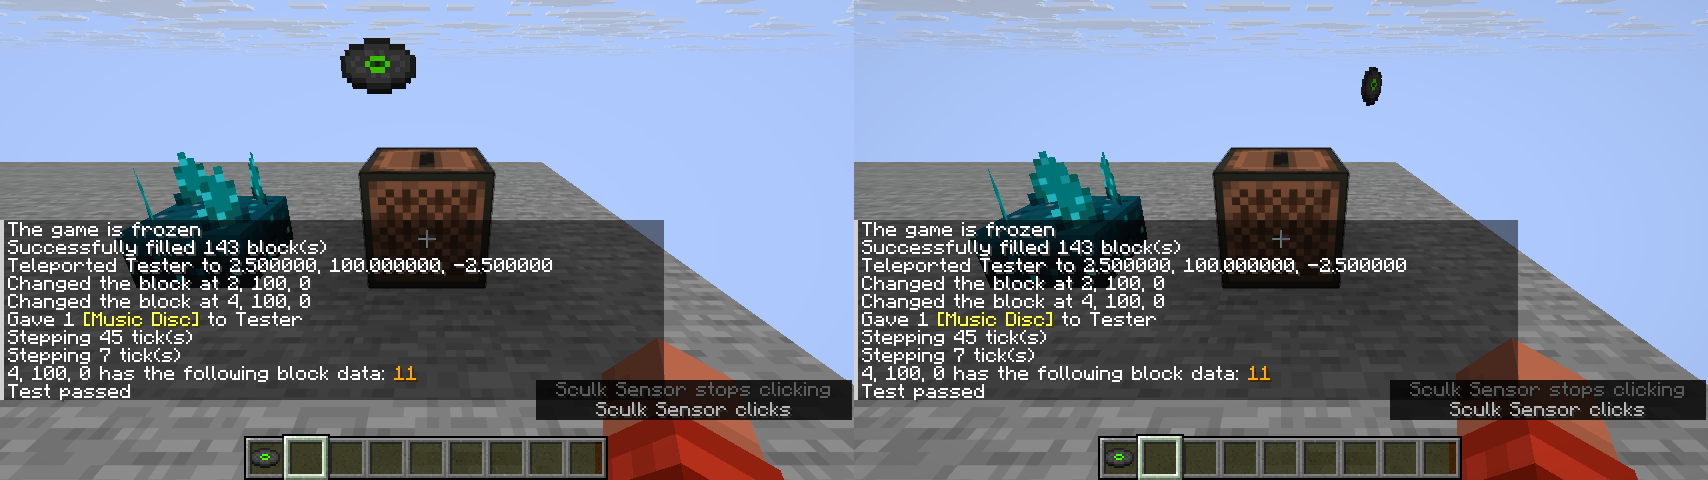 The game is frozen
Successfully filled 143 block(s)
Teleported Tester to 2.500000, 100.000000, -2.500000
Changed the block at 2, 100, 0
Changed the block at 4, 100, 0
Gave 1 [Music Disc] to Tester
Stepping 45 tick(s)
Stepping 7 tick(s)
4, 100, 0 has the following block data: 11
Test passed
Sculk Sensor stops clicking
Sculk Sensor clicks
The game is frozen
Successfully filled 143 block(s)
Teleported Tester to 2.500000, 100.000000, -2.500000
Changed the block at 2, 100, 0
Changed the block at 4, 100, 0
Gave 1 [Music Disc] to Tester
Stepping 45 tick(s)
Stepping 7 tick(s)
4, 100, 0 has the following block data: 11
Test passed
Sculk Sensor stops clicking
Sculk Sensor clicks